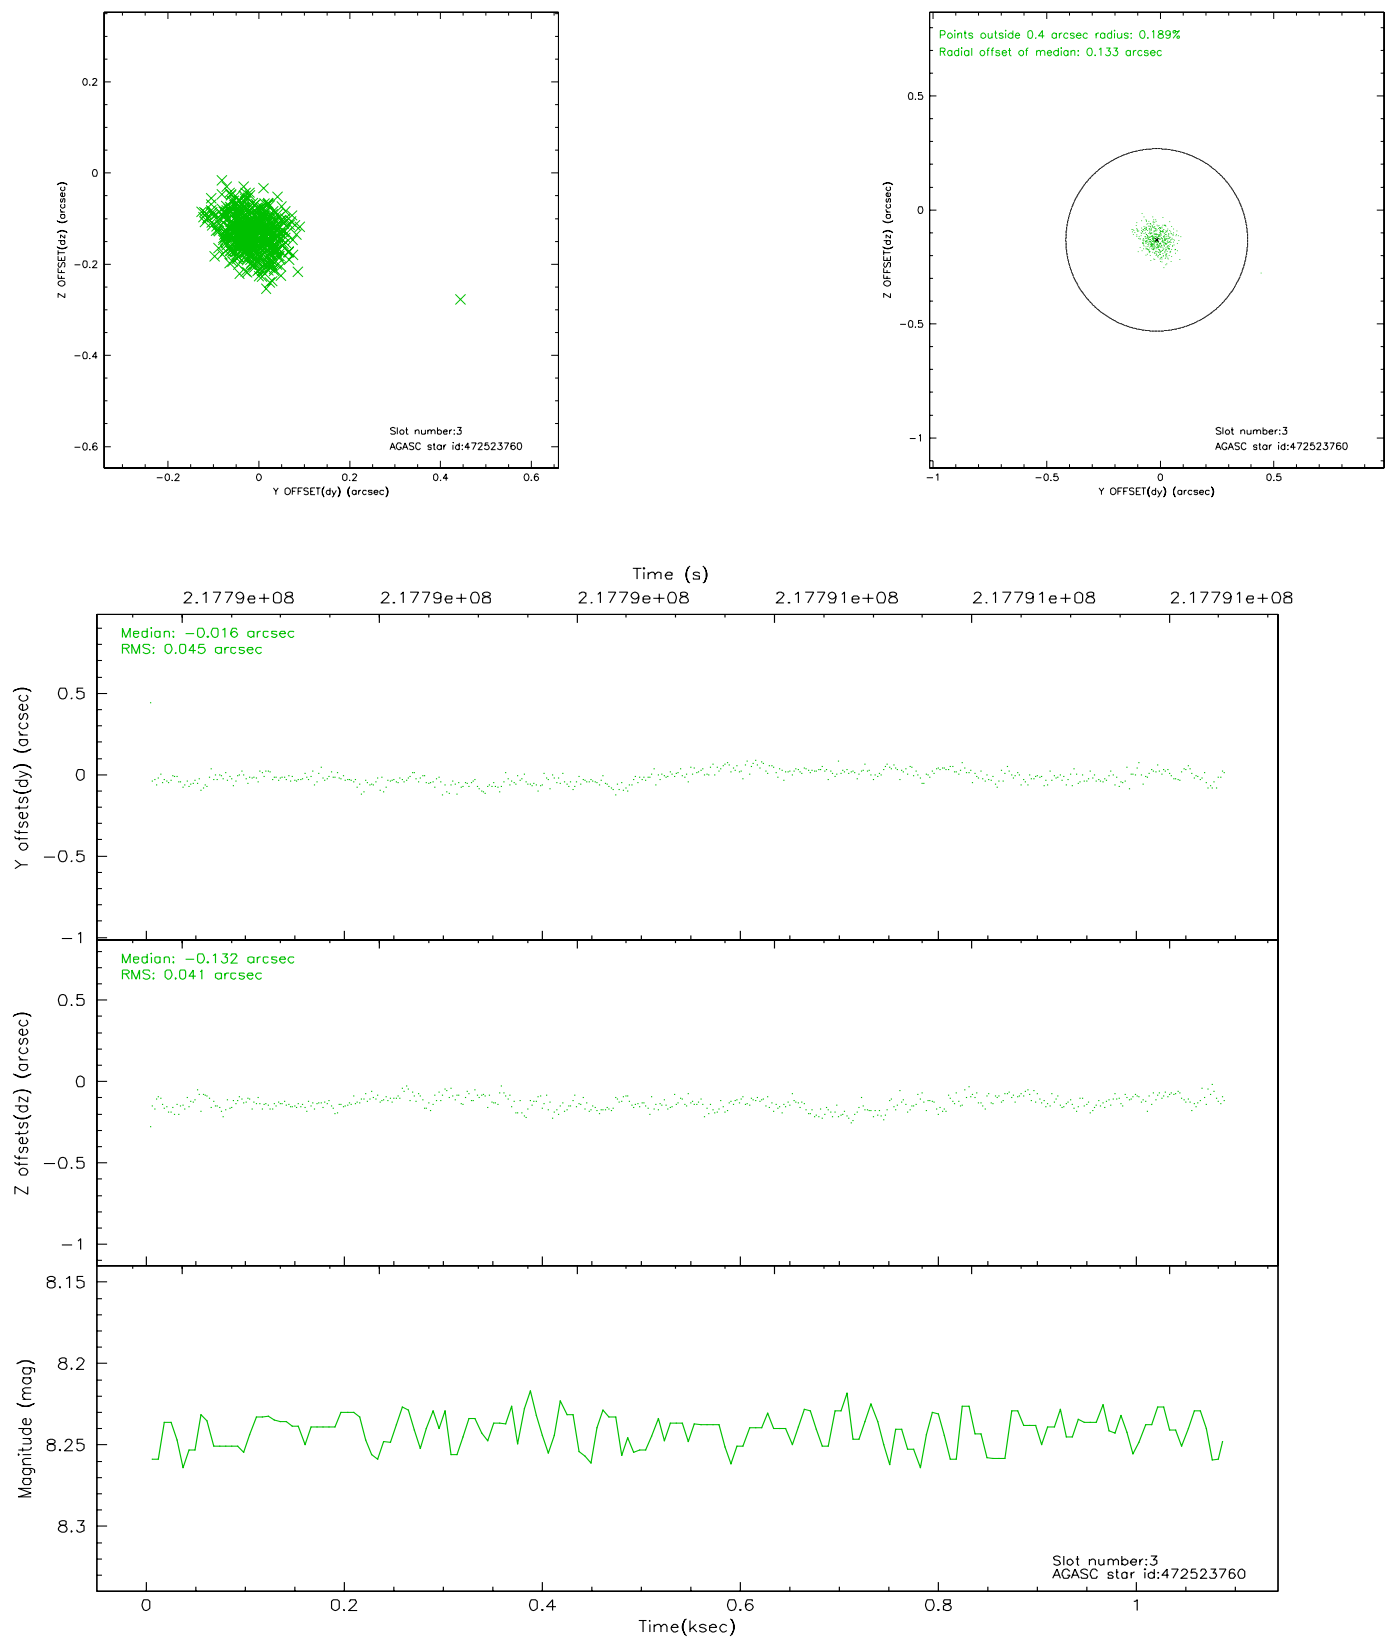 0.2
0
−0.2
−0.4
−0.6
Z OFFSET(dz) (arcsec)
Slot number:3
AGASC star id:472523760
−0.2 0 0.2 0.4 0.6
Y OFFSET(dy) (arcsec)
Points outside 0.4 arcsec radius: 0.189%
Radial offset of median: 0.133 arcsec
0.5
0
−0.5
−1
Z OFFSET(dz) (arcsec)
Slot number:3
AGASC star id:472523760
−1 −0.5 0 0.5
Y OFFSET(dy) (arcsec)
Time (s)
2.1779e+08 2.1779e+08 2.1779e+08 2.17791e+08 2.17791e+08 2.17791e+08
Median: −0.016 arcsec
RMS: 0.045 arcsec
0.5
0
−0.5
−1
Y offsets(dy) (arcsec)
Median: −0.132 arcsec
RMS: 0.041 arcsec
0.5
0
−0.5
−1
Z offsets(dz) (arcsec)
8.15
8.2
8.25
8.3
Magnitude (mag)
Slot number:3
AGASC star id:472523760
0 0.2 0.4 0.6 0.8 1
Time(ksec)